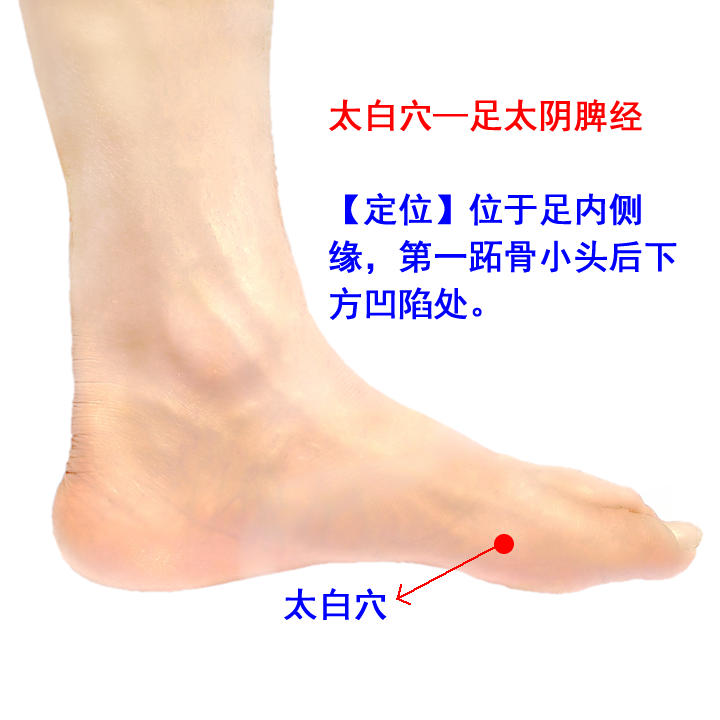 太白穴—足太阴脾经
【定位】位于足内侧
缘，第一跖骨小头后下
方凹陷处。
太白穴